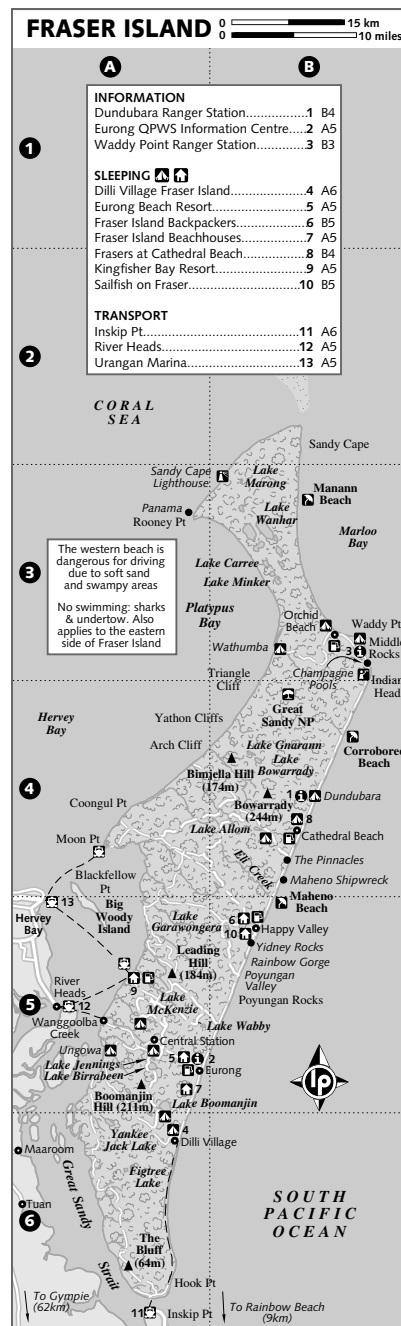 FRASER ISLAND
0 15 km
0 10 miles
A
B
1
INFORMATION
Dundubara Ranger Station.................1 B4
Eurong QPWS Information Centre....2 A5
Waddy Point Ranger Station..............3 B3
SLEEPING
Dilli Village Fraser Island....................4 A6
Eurong Beach Resort..........................5 A5
Fraser Island Backpackers..................6 B5
Fraser Island Beachhouses.................7 A5
Frasers at Cathedral Beach................8 B4
Kingfisher Bay Resort.........................9 A5
Sailfish on Fraser..............................10 B5
TRANSPORT
Inskip Pt...........................................11 A6
River Heads.....................................12 A5
Urangan Marina..............................13 A5
2
CORAL
SEA
Sandy Cape
Sandy Cape
Lighthouse
Lake
Marong
Manann
Beach
Panama
Rooney Pt
Lake
Wanhar
Marloo
Bay
3
The western beach is
dangerous for driving
due to soft sand
and swampy areas
No swimming: sharks
& undertow. Also
applies to the eastern
side of Fraser Island
Lake Carree
Lake Minker
Platypus
Bay
Orchid
Beach
Waddy Pt
3
Middle
Rocks
Wathumba
Champagne
Pools
Indian
Head
Triangle
Cliff
Great
Sandy NP
Hervey
Bay
Yathon Cliffs
Arch Cliff
Lake Gnarann
Lake
Bowarrady
Corroboree
Beach
4
Bimjella Hill
(174m)
Bowarrady
(244m)
1
Dundubara
Coongul Pt
8
Lake Allom
Cathedral Beach
Moon Pt
Eli Creek
The Pinnacles
Blackfellow
Pt
Maheno Shipwreck
13
Big
Woody
Island
Maheno
Beach
Hervey
Bay
Lake
Garawongera
6
Happy Valley
10
Yidney Rocks
Rainbow Gorge
Leading
Hill
(184m)
Poyungan
Valley
Poyungan Rocks
5
River
Heads
12
9
Lake
McKenzie
Wanggoolba
Creek
Lake Wabby
Central Station
Ungowa
5
2
Lake Jennings
Lake Birrabeen
Eurong
7
Boomanjin
Hill (211m)
Lake Boomanjin
Yankee
Jack Lake
4
Dilli Village
Maaroom
Figtree
Lake
Great Sandy
Strait
6
Tuan
SOUTH
PACIFIC
OCEAN
The
Bluff
(64m)
Hook Pt
To Gympie
(62km)
11
Inskip Pt
To Rainbow Beach
(9km)
lp